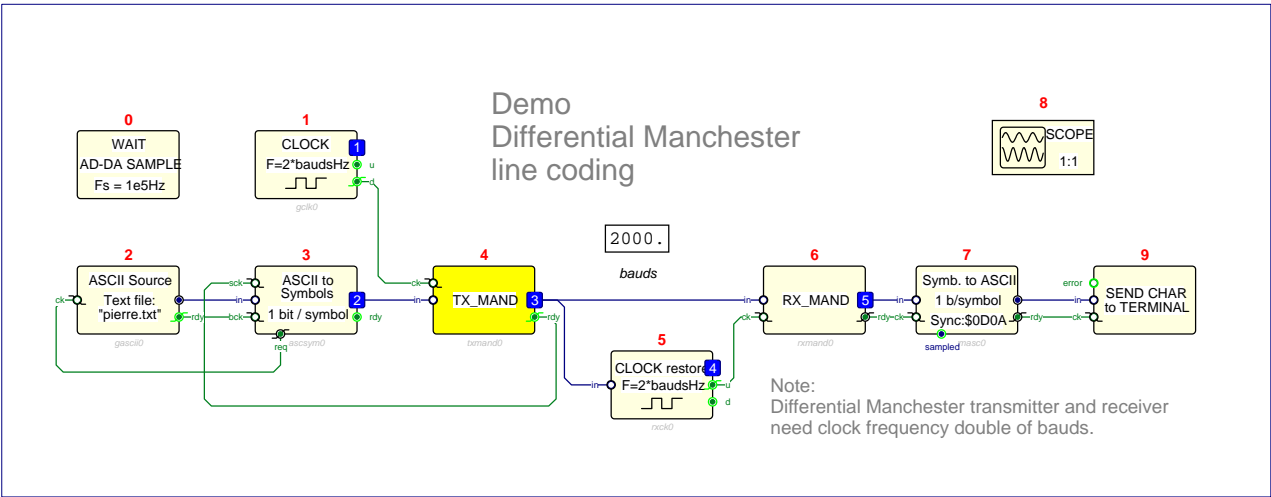 Demo
Differential Manchester
line coding
0
WAIT
AD-DA SAMPLE
Fs = 1e5Hz
1
CLOCK
1
F=2*baudsHz
u
d
gclk0
8
SCOPE
1:1
2000.
bauds
2
ASCII Source
Text file:
"pierre.txt"
ck
rdy
gascii0
3
ASCII to
Symbols
1 bit / symbol
sck
in
bck
2
rdy
req
ascsym0
4
TX_MAND
ck
in
3
rdy
txmand0
5
CLOCK restore
4
F=2*baudsHz
in
u
d
rxck0
6
RX_MAND
in
ck
5
rdy
rxmand0
7
Symb. to ASCII
1 b/symbol
Sync:$0D0A
in
ck
rdy
sampled
9
error
SEND CHAR
to TERMINAL
in
ck
Note:
Differential Manchester transmitter and receiver
need clock frequency double of bauds.